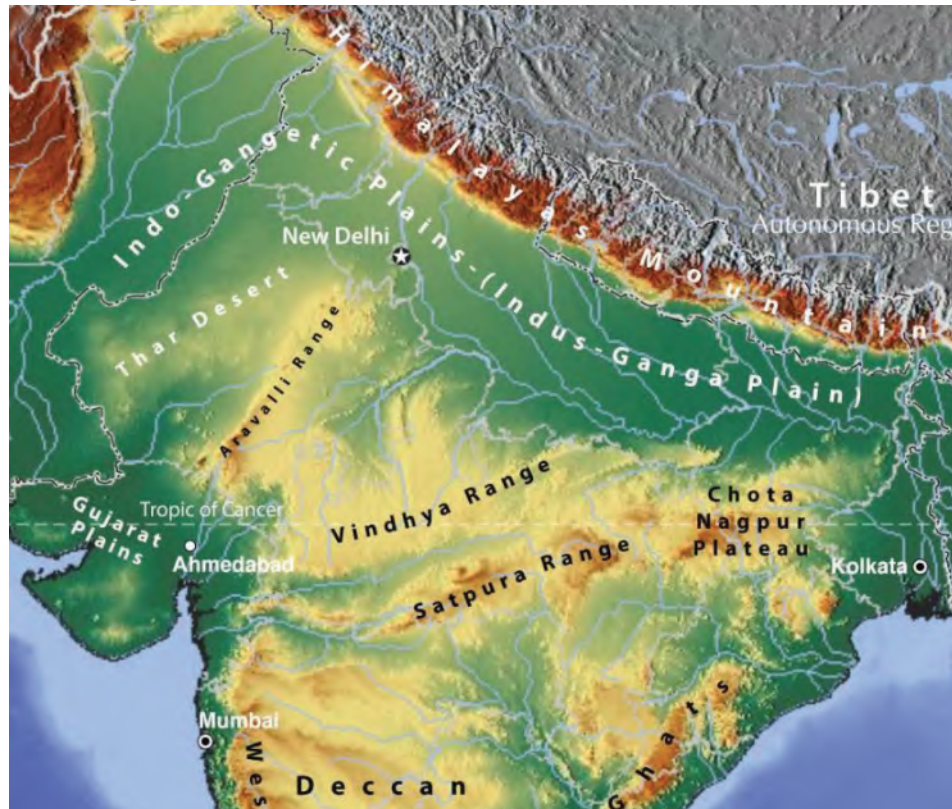 Himalayas Mountain
Indo-Gangetic Plains-(Indus-Ganga Plain)
Tibet
Autonomous Reg
New Delhi
Thar Desert
Aravalli Range
Vindhya Range
Chota
Nagpur
Plateau
Tropic of Cancer
Gujarat
Plains
Ahmedabad
Satpura Range
Kolkata
Mumbai
Wes
Deccan
Ghats